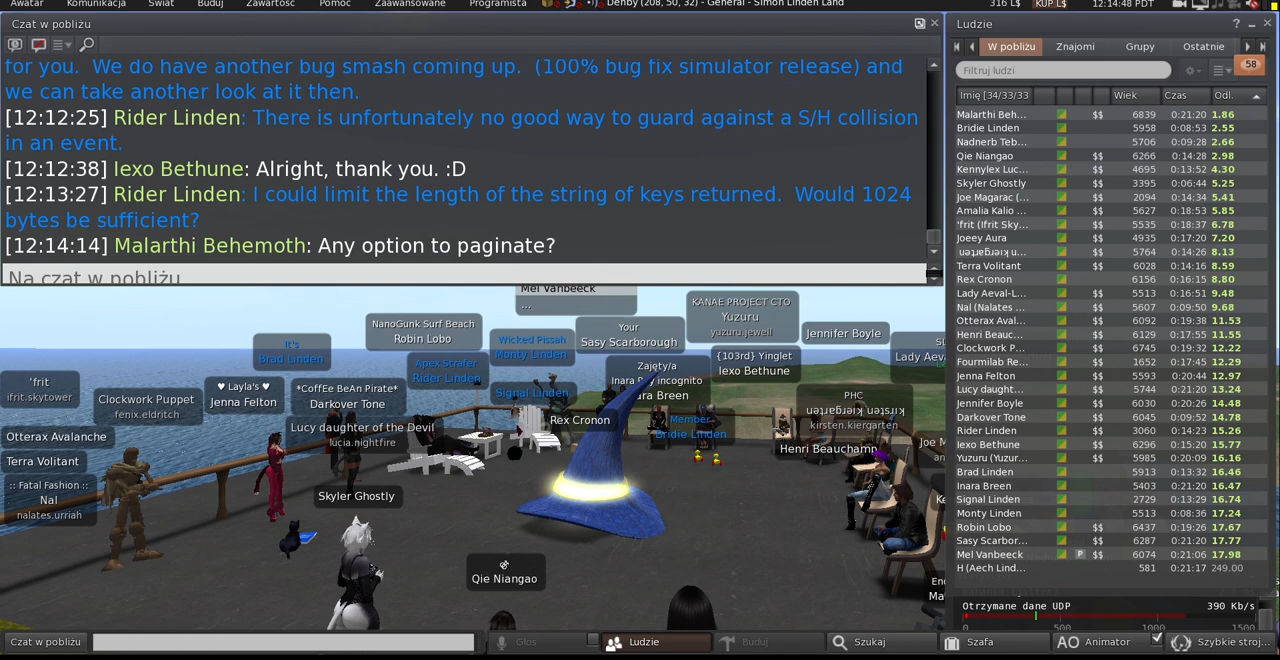 Awatar Komunikacja Świat Buduj Zawartość Pomoc Zaawansowane Programista Denby (208, 50, 32) - General - Simon Linden Land 316 L$ KUP L$ 12:14:48 PDT
Czat w pobliżu
for you. We do have another bug smash coming up. (100% bug fix simulator release) and
we can take another look at it then.
[12:12:25] Rider Linden: There is unfortunately no good way to guard against a S/H collision
in an event.
[12:12:38] Iexo Bethune: Alright, thank you. :D
[12:13:27] Rider Linden: I could limit the length of the string of keys returned. Would 1024
bytes be sufficient?
[12:14:14] Malarthi Behemoth: Any option to paginate?
Na czat w pobliżu
Mel Vanbeeck
...
KANAE PROJECT CTO
Yuzuru
yuzuru.jewell
NanoGunk Surf Beach
Robin Lobo
Your
Sasy Scarborough
Jennifer Boyle
It's
Brad Linden
Wicked Pissah
Monty Linden
Lady Aev
{103rd} Yinglet
Iexo Bethune
Apex Strafer
Rider Linden
Zajęty/a
Signal Linden
'frit
ifrit.skytower
Clockwork Puppet
fenix.eldritch
♥ Layla's ♥
Jenna Felton
*Coffee BeAn Pirate*
Darkover Tone
PHC
kirsten.kiergarten
Rex Cronon
Member
Bridie Linden
Lucy daughter of the Devil
lucia.nightfire
Otterax Avalanche
Henri Beauchamp
Joe M
Terra Volitant
:: Fatal Fashion ::
Nal
nalates.urriah
Skyler Ghostly
Qie Niangao
Ludzie
? _ ×
W pobliżu Znajomi Grupy Ostatnie
Filtruj ludzi
58
Imię [34/33/33 Wiek Czas Odl.
Malarthi Beh... $$ 6839 0:21:20 1.86
Bridie Linden 5958 0:08:53 2.55
Nadnerb Teb... 5706 0:09:28 2.66
Qie Niangao $$ 6266 0:14:28 2.98
Kennylex Luc... $$ 4695 0:13:52 4.30
Skyler Ghostly $$ 3395 0:06:44 5.25
Joe Magarac (... $$ 2094 0:14:34 5.41
Amalia Kalio ... $$ 5627 0:18:53 5.85
'frit (Ifrit Sky... $$ 5535 0:18:37 6.78
Joeey Aura $$ 4935 0:17:20 7.20
$$ 5764 0:14:26 8.13
Terra Volitant $$ 6028 0:14:16 8.59
Rex Cronon 6156 0:16:15 8.80
Lady Aeval-L... $$ 5513 0:16:51 9.48
Nal (Nalates ... $$ 5607 0:09:50 9.68
Otterax Aval... $$ 6092 0:19:38 11.53
Henri Beauc... $$ 6129 0:17:55 11.55
Clockwork P... $$ 6745 0:19:32 12.22
Fourmilab Re... $$ 1652 0:17:45 12.29
Jenna Felton $$ 5593 0:20:44 12.97
Lucy daught... $$ 5744 0:21:20 13.24
Jennifer Boyle $$ 6030 0:20:26 14.48
Darkover Tone $$ 6045 0:09:52 14.78
Rider Linden $$ 3060 0:14:23 15.26
Iexo Bethune $$ 6296 0:15:20 15.77
Yuzuru (Yuzur... $$ 5985 0:20:09 16.16
Brad Linden 5913 0:13:32 16.46
Inara Breen 5403 0:21:20 16.47
Signal Linden 2729 0:13:29 16.74
Monty Linden 5513 0:08:36 17.24
Robin Lobo $$ 6437 0:19:26 17.67
Sasy Scarbor... $$ 6287 0:21:20 17.77
Mel Vanbeeck P $$ 6074 0:21:06 17.98
H (Aech Lind... 581 0:21:17 249.00
Otrzymane dane UDP 390 Kb/s
0 500 1000 1500
Czat w pobliżu Głos Ludzie Buduj Szukaj Szafa AO Animator Szybkie stroj...